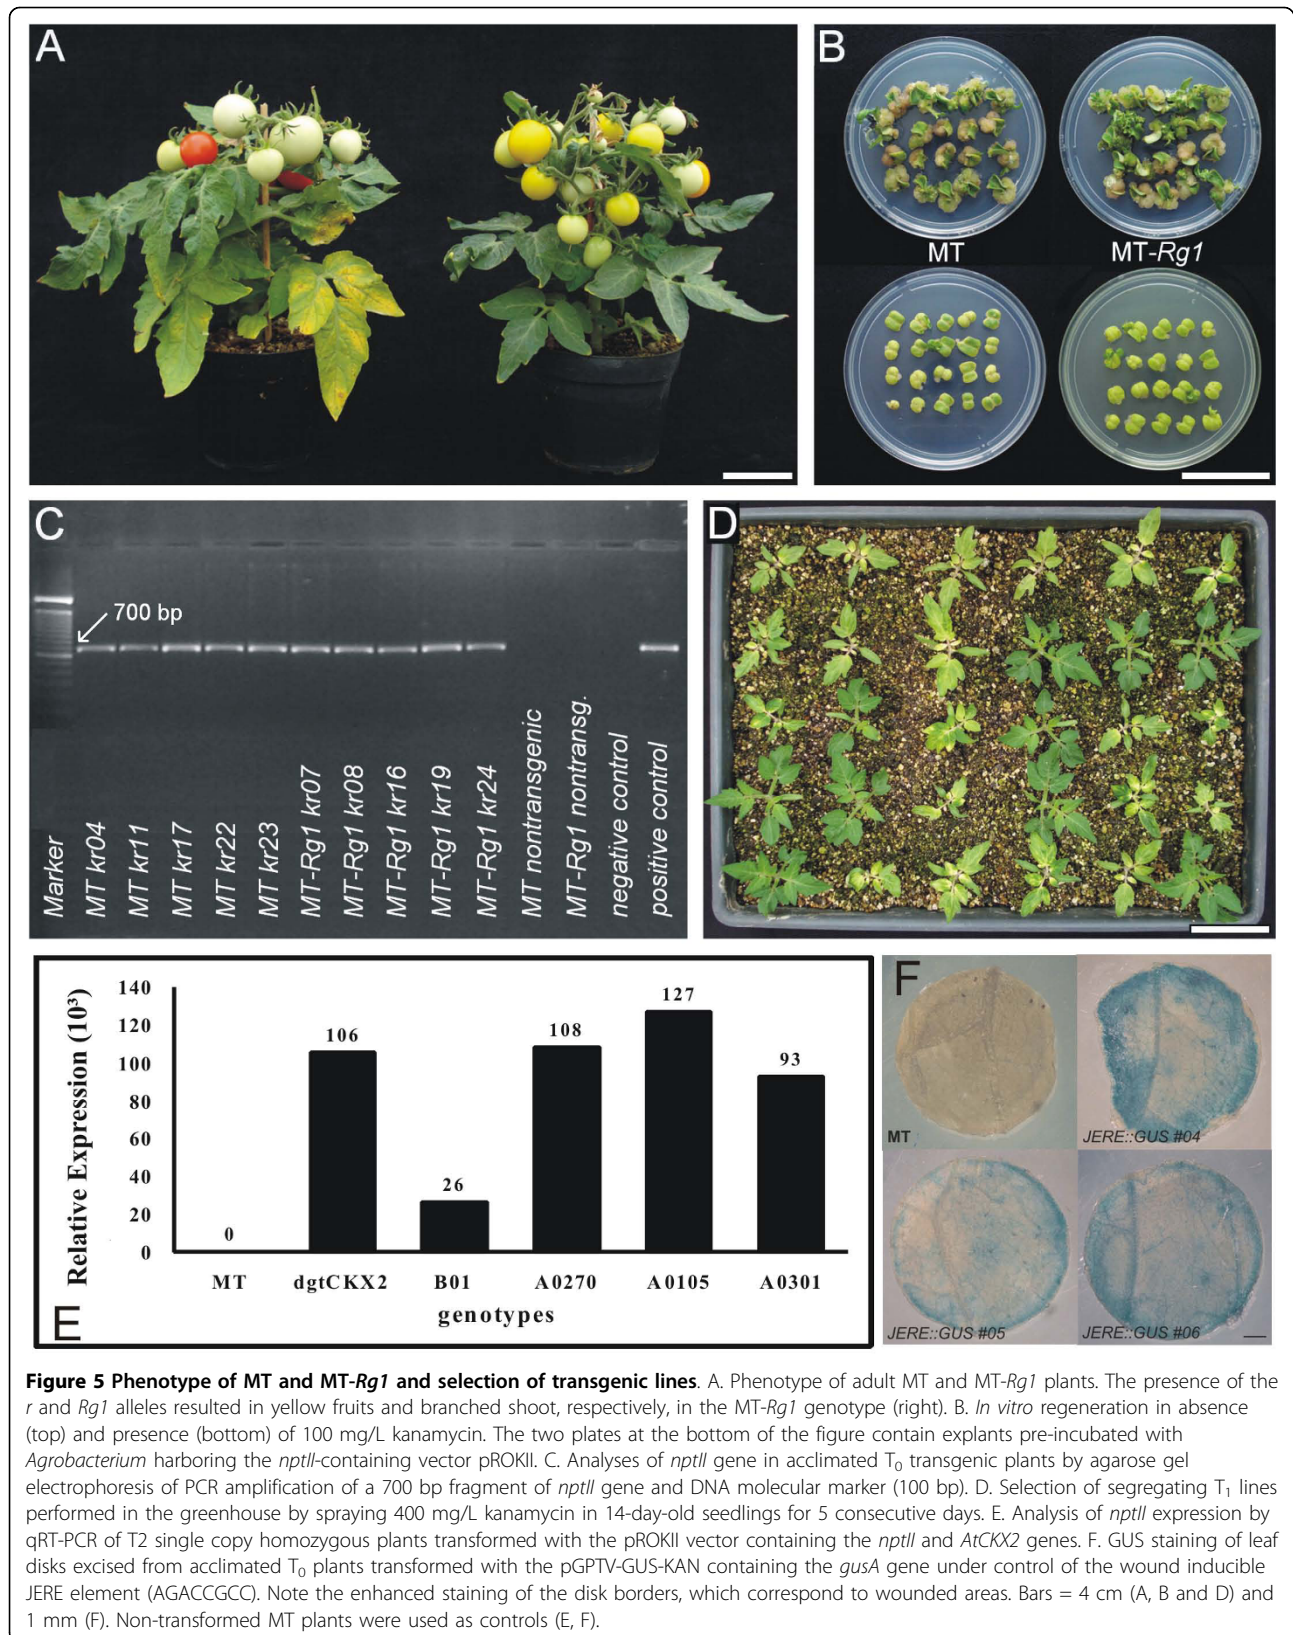 A
B
MT
MT-Rg1
C
700 bp
Marker
MT kr04
MT kr11
MT kr17
MT kr22
MT kr23
MT-Rg1 kr07
MT-Rg1 kr08
MT-Rg1 kr16
MT-Rg1 kr19
MT-Rg1 kr24
MT nontransgenic
MT-Rg1 nontransg.
negative control
positive control
D
E
Relative Expression (10³)
140
120
100
80
60
40
20
0
0
106
26
108
127
93
MT dgtCKX2 B01 A0270 A0105 A0301
genotypes
F
MT
JERE::GUS #04
JERE::GUS #05
JERE::GUS #06
Figure 5 Phenotype of MT and MT-Rg1 and selection of transgenic lines. A. Phenotype of adult MT and MT-Rg1 plants. The presence of the
r and Rg1 alleles resulted in yellow fruits and branched shoot, respectively, in the MT-Rg1 genotype (right). B. In vitro regeneration in absence
(top) and presence (bottom) of 100 mg/L kanamycin. The two plates at the bottom of the figure contain explants pre-incubated with
Agrobacterium harboring the nptII-containing vector pROKII. C. Analyses of nptII gene in acclimated T₀ transgenic plants by agarose gel
electrophoresis of PCR amplification of a 700 bp fragment of nptII gene and DNA molecular marker (100 bp). D. Selection of segregating T₁ lines
performed in the greenhouse by spraying 400 mg/L kanamycin in 14-day-old seedlings for 5 consecutive days. E. Analysis of nptII expression by
qRT-PCR of T2 single copy homozygous plants transformed with the pROKII vector containing the nptII and AtCKX2 genes. F. GUS staining of leaf
disks excised from acclimated T₀ plants transformed with the pGPTV-GUS-KAN containing the gusA gene under control of the wound inducible
JERE element (AGACCGCC). Note the enhanced staining of the disk borders, which correspond to wounded areas. Bars = 4 cm (A, B and D) and
1 mm (F). Non-transformed MT plants were used as controls (E, F).